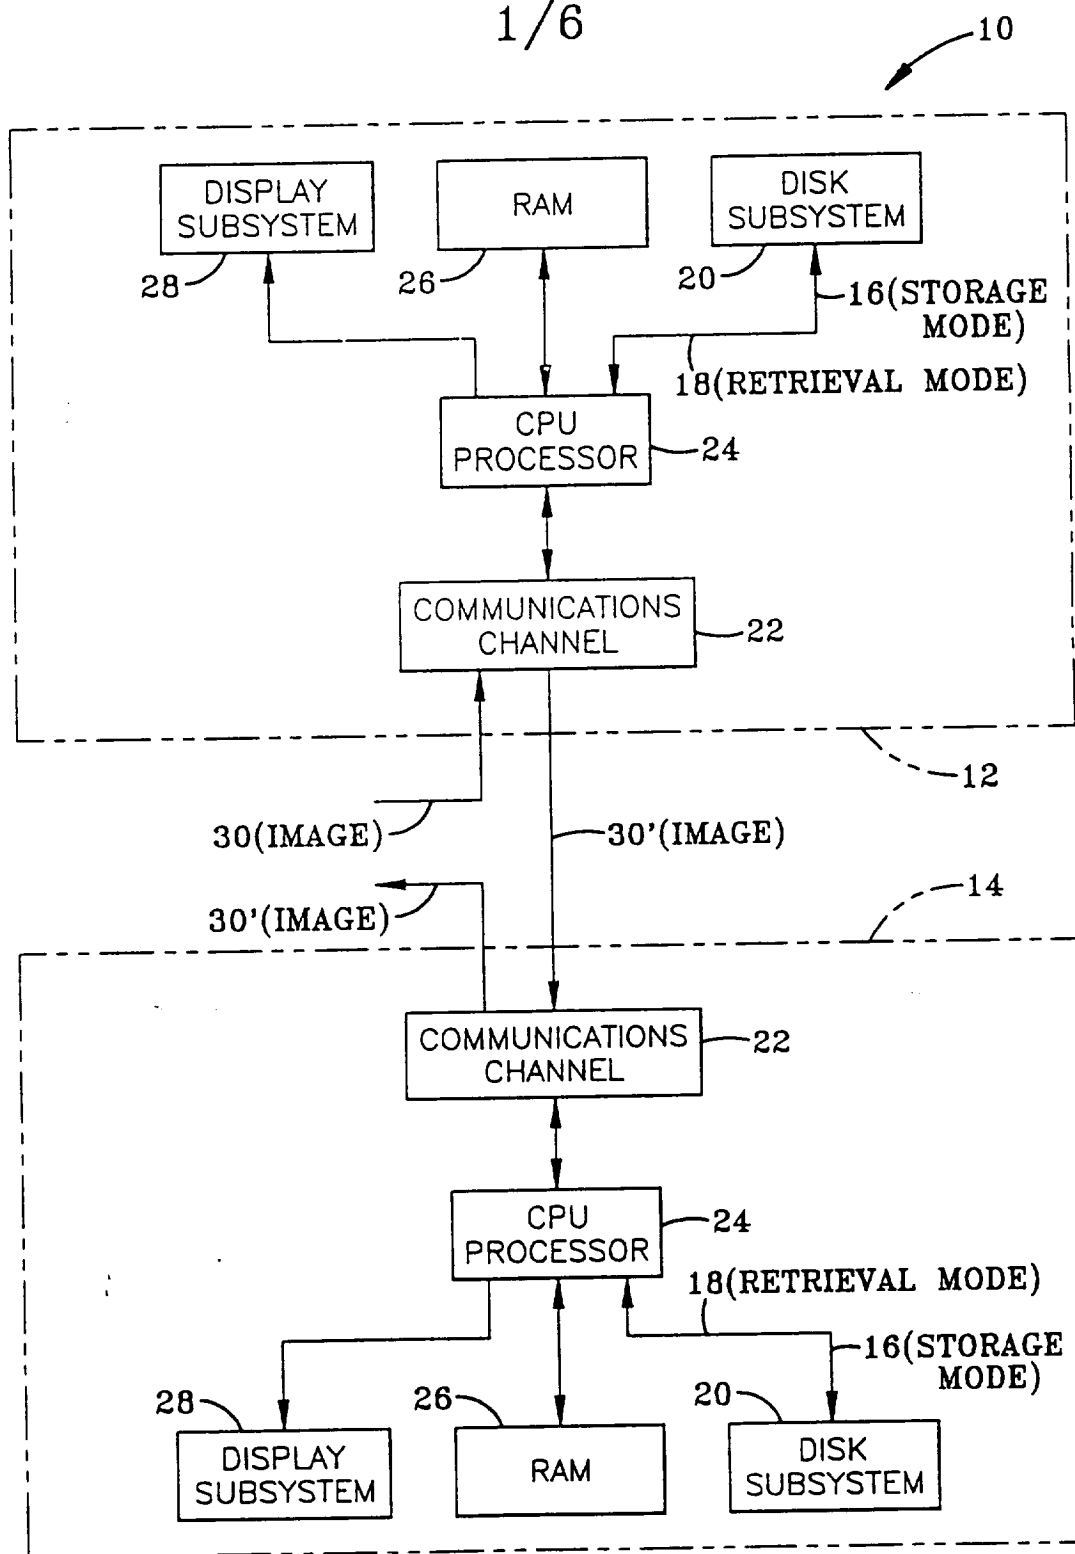 1/6
10
DISPLAY
SUBSYSTEM
RAM
DISK
SUBSYSTEM
28
26
20
16(STORAGE
MODE)
18(RETRIEVAL MODE)
CPU
PROCESSOR
24
COMMUNICATIONS
CHANNEL
22
12
30(IMAGE)
30'(IMAGE)
14
30'(IMAGE)
COMMUNICATIONS
CHANNEL
22
CPU
PROCESSOR
24
18(RETRIEVAL MODE)
16(STORAGE
MODE)
28
26
20
DISPLAY
SUBSYSTEM
RAM
DISK
SUBSYSTEM